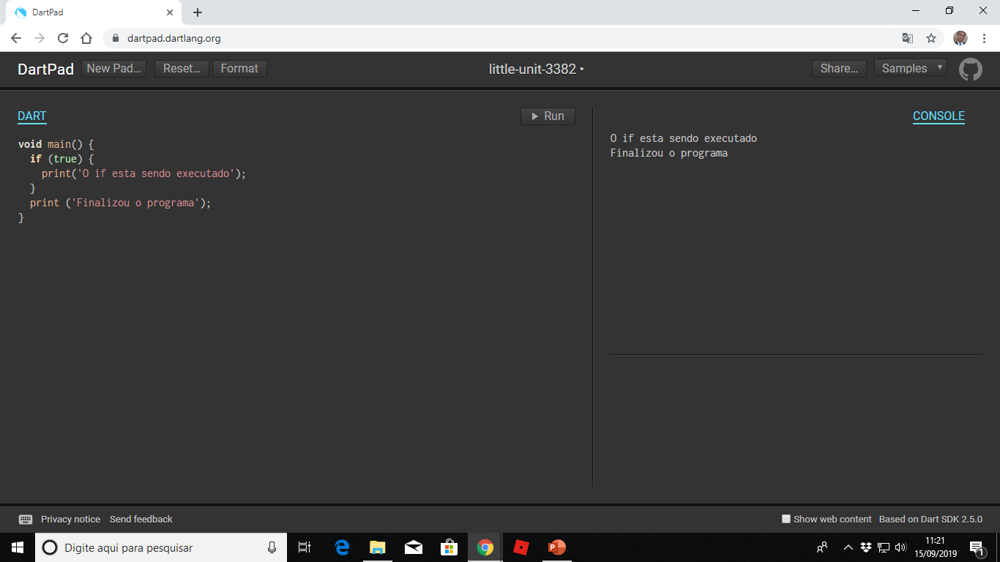 DartPad
dartpad.dartlang.org
DartPad New Pad... Reset... Format little-unit-3382 • Share... Samples
DART Run CONSOLE
void main() {
  if (true) {
    print('O if esta sendo executado');
  }
  print ('Finalizou o programa');
}
O if esta sendo executado
Finalizou o programa
Privacy notice Send feedback Show web content Based on Dart SDK 2.5.0
Digite aqui para pesquisar
11:21
15/09/2019
1